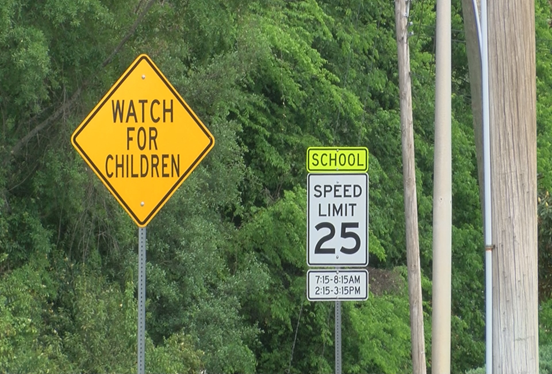 WATCH
FOR
CHILDREN
SCHOOL
SPEED
LIMIT
25
7:15-8:15AM
2:15-3:15PM